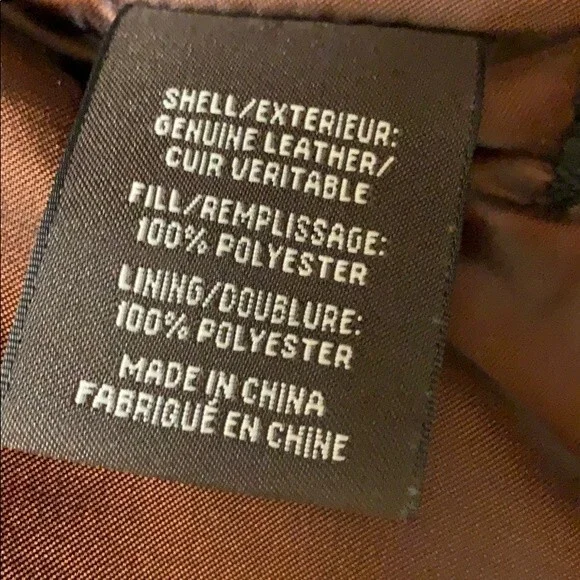 SHELL/EXTERIEUR:
GENUINE LEATHER/
CUIR VERITABLE
FILL/REMPLISSAGE:
100% POLYESTER
LINING/DOUBLURE:
100% POLYESTER
MADE IN CHINA
FABRIQUÉ EN CHINE